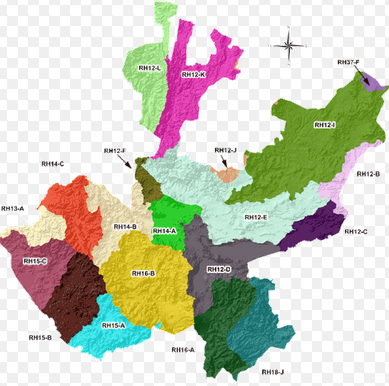 RH37-F
RH12-L
RH12-K
RH12-I
RH12-F
RH12-J
RH14-C
RH12-B
RH13-A
RH14-B
RH14-A
RH12-E
RH12-C
RH15-C
RH16-B
RH12-D
RH15-A
RH15-B
RH16-A
RH18-J